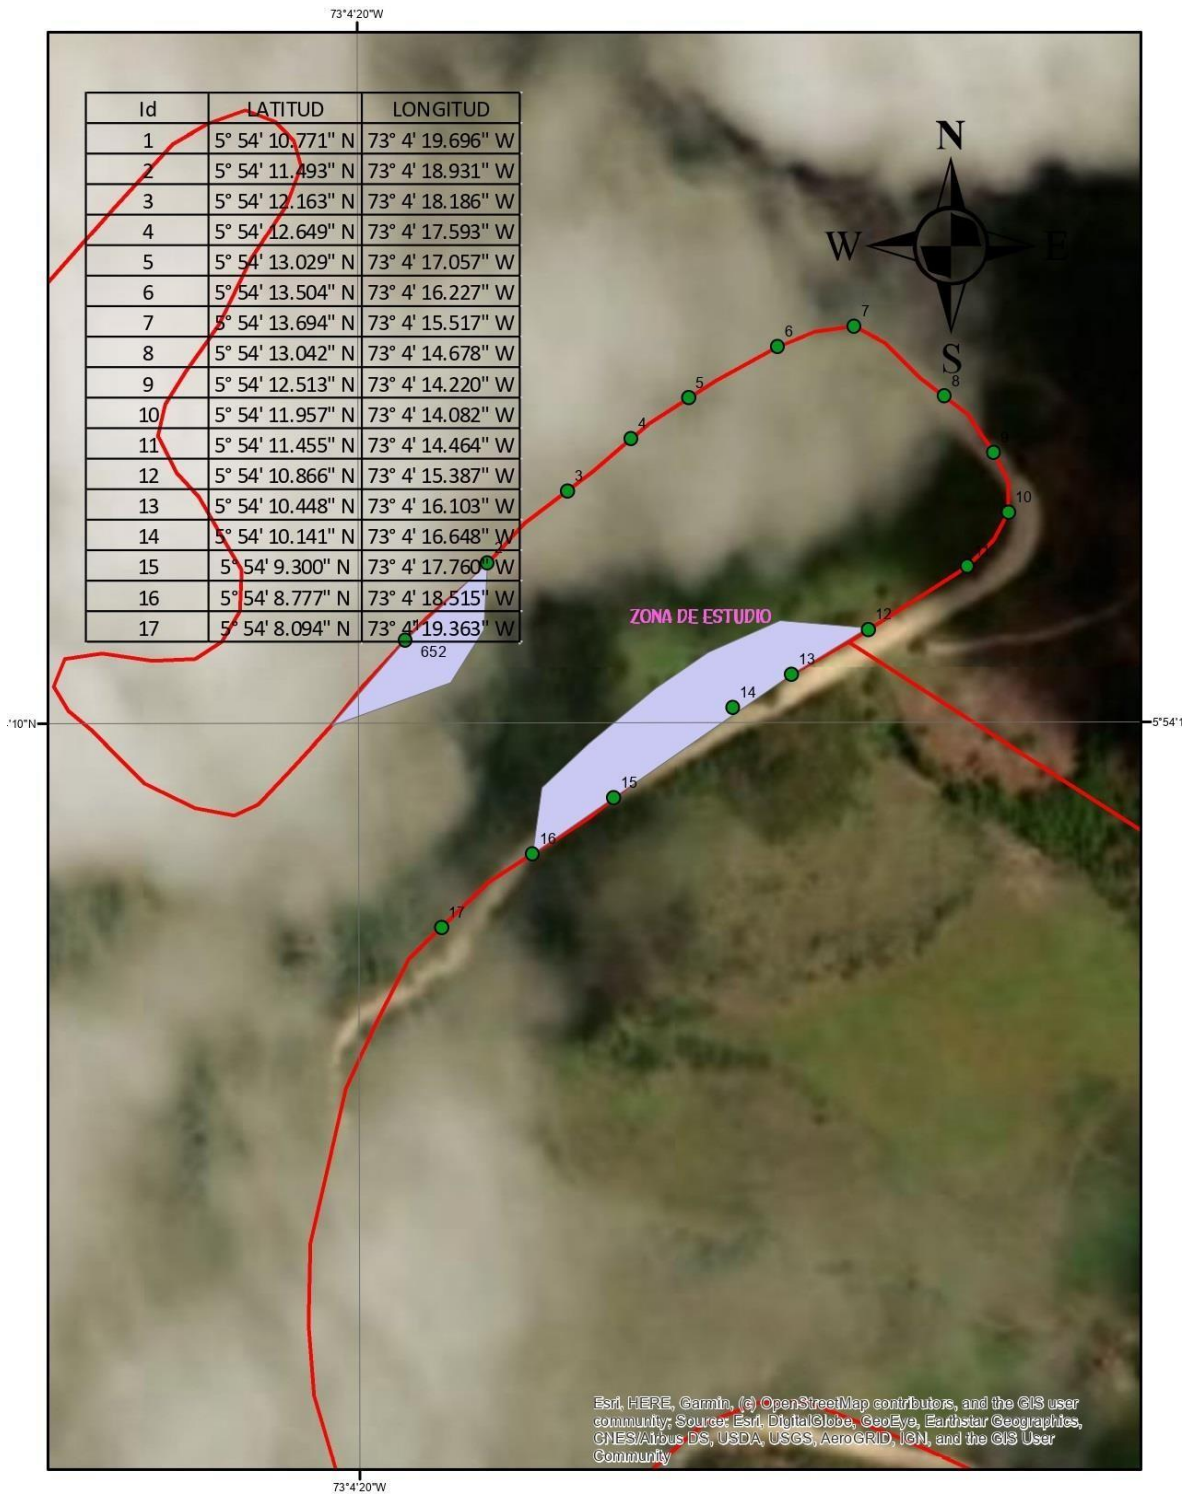 73°4'20"W
Id LATITUD LONGITUD
1 5° 54' 10.771" N 73° 4' 19.696" W
2 5° 54' 11.493" N 73° 4' 18.931" W
3 5° 54' 12.163" N 73° 4' 18.186" W
4 5° 54' 12.649" N 73° 4' 17.593" W
5 5° 54' 13.029" N 73° 4' 17.057" W
6 5° 54' 13.504" N 73° 4' 16.227" W
7 5° 54' 13.694" N 73° 4' 15.517" W
8 5° 54' 13.042" N 73° 4' 14.678" W
9 5° 54' 12.513" N 73° 4' 14.220" W
10 5° 54' 11.957" N 73° 4' 14.082" W
11 5° 54' 11.455" N 73° 4' 14.464" W
12 5° 54' 10.866" N 73° 4' 15.387" W
13 5° 54' 10.448" N 73° 4' 16.103" W
14 5° 54' 10.141" N 73° 4' 16.648" W
15 5° 54' 9.300" N 73° 4' 17.760" W
16 5° 54' 8.777" N 73° 4' 18.515" W
17 5° 54' 8.094" N 73° 4' 19.363" W
N
W E
S
7
6
8
5
4
9
3
10
2
ZONA DE ESTUDIO
12
652
13
14
'10"N
5°54'1
15
16
17
Esri, HERE, Garmin, (c) OpenStreetMap contributors, and the GIS user
community; Source: Esri, DigitalGlobe, GeoEye, Earthstar Geographics,
CNES/Airbus DS, USDA, USGS, AeroGRID, IGN, and the GIS User
Community
73°4'20"W